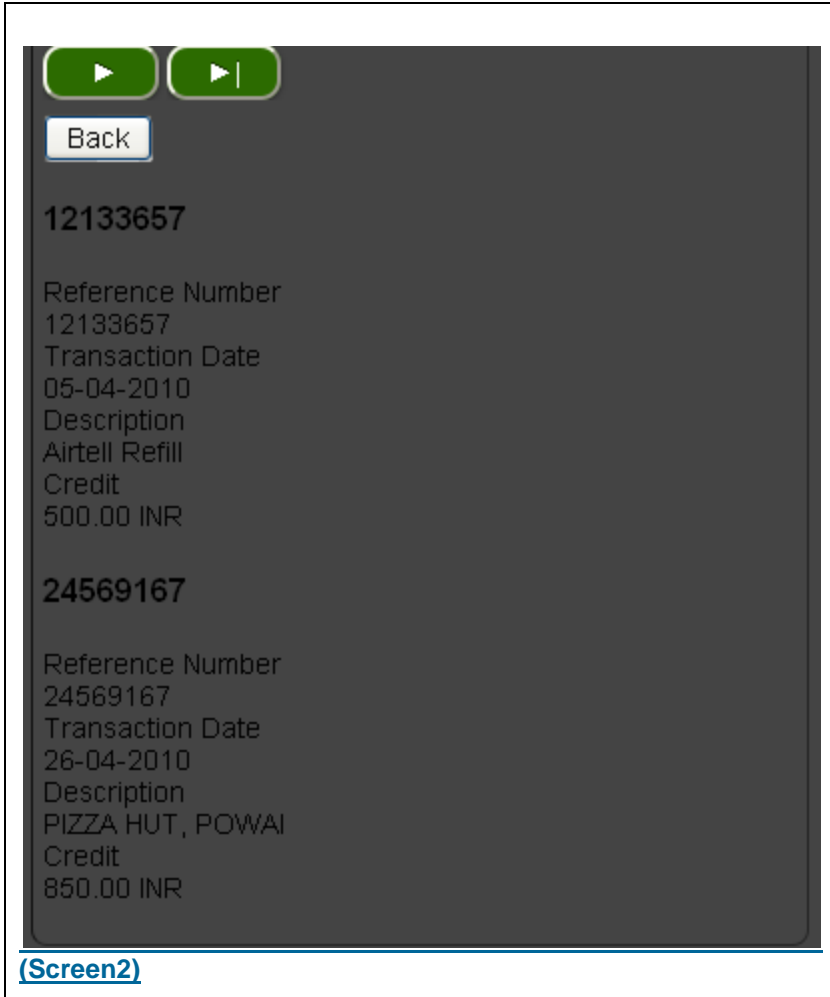 Back
12133657
Reference Number
12133657
Transaction Date
05-04-2010
Description
Airtell Refill
Credit
500.00 INR
24569167
Reference Number
24569167
Transaction Date
26-04-2010
Description
PIZZA HUT, POWAI
Credit
850.00 INR
(Screen2)